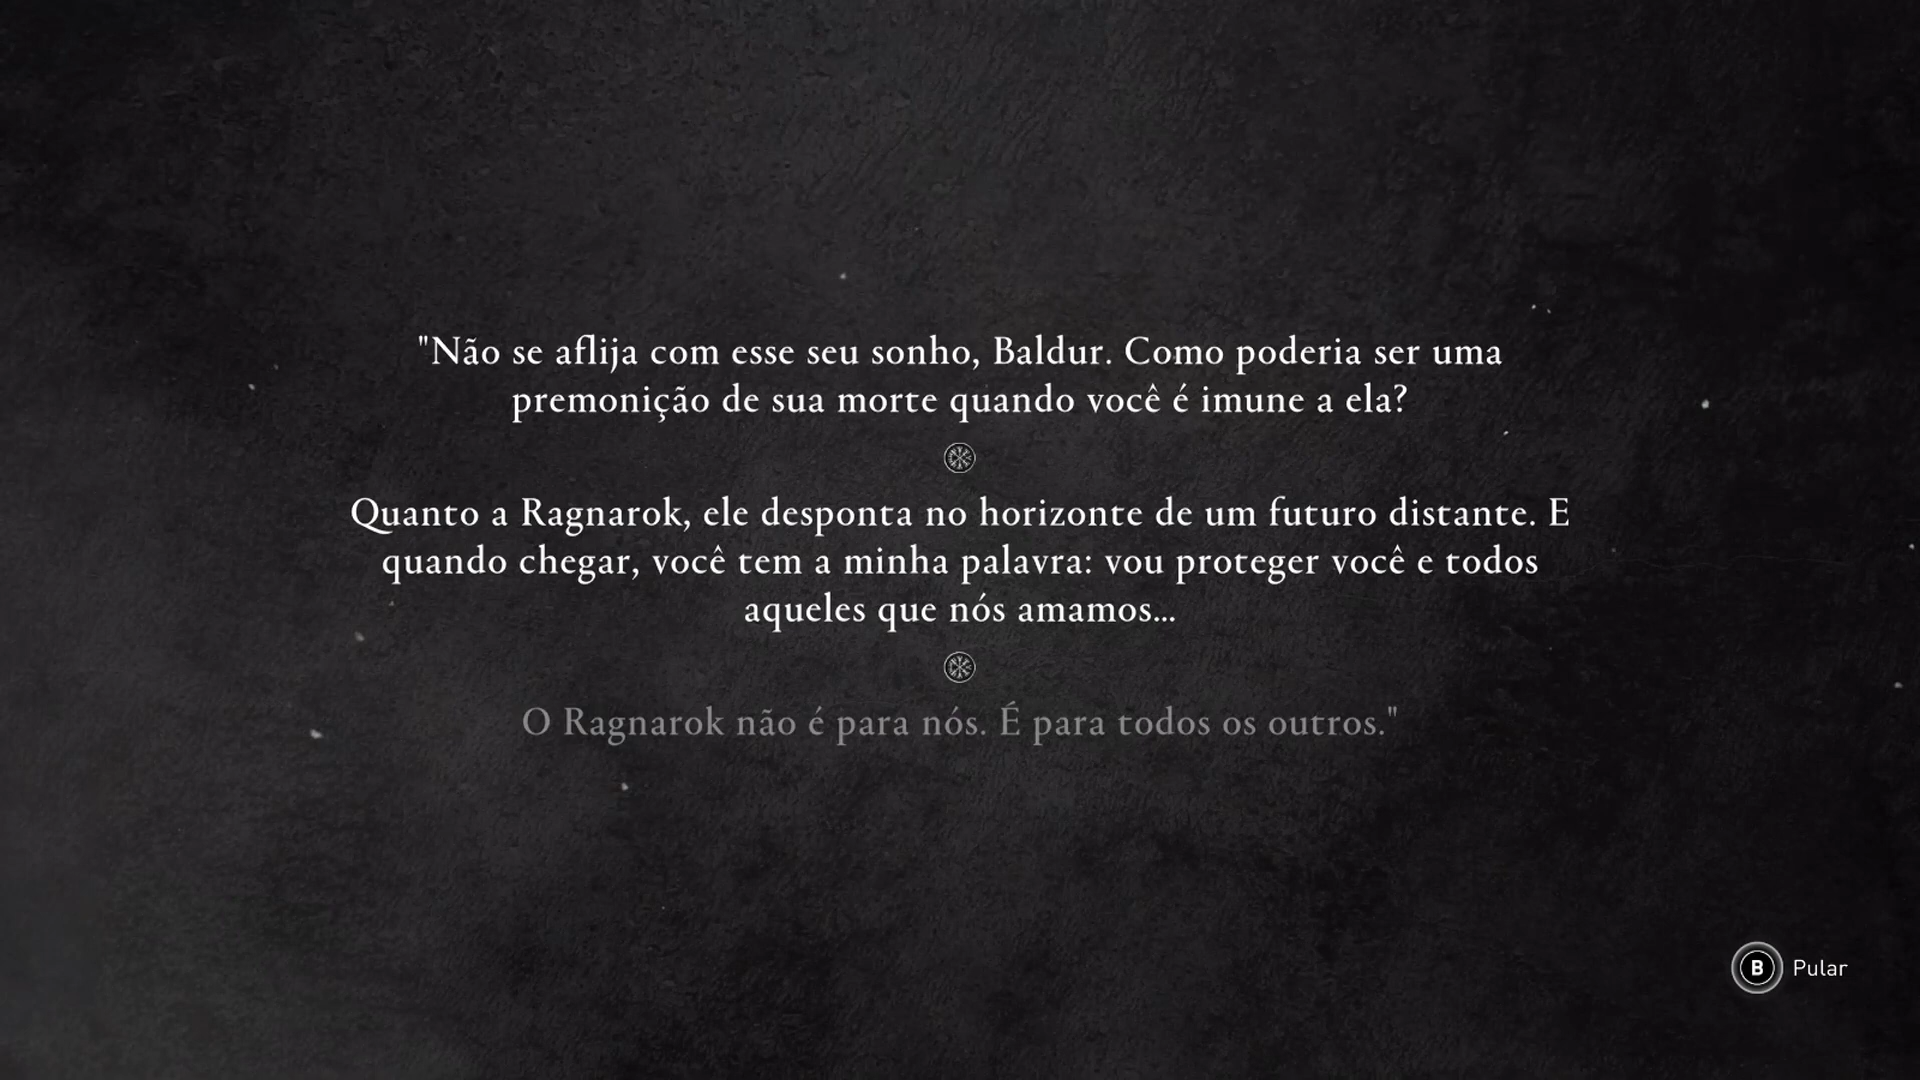 "Não se aflija com esse seu sonho, Baldur. Como poderia ser uma
premonição de sua morte quando você é imune a ela?
Quanto a Ragnarok, ele desponta no horizonte de um futuro distante. E
quando chegar, você tem a minha palavra: vou proteger você e todos
aqueles que nós amamos...
O Ragnarok não é para nós. É para todos os outros."
B Pular